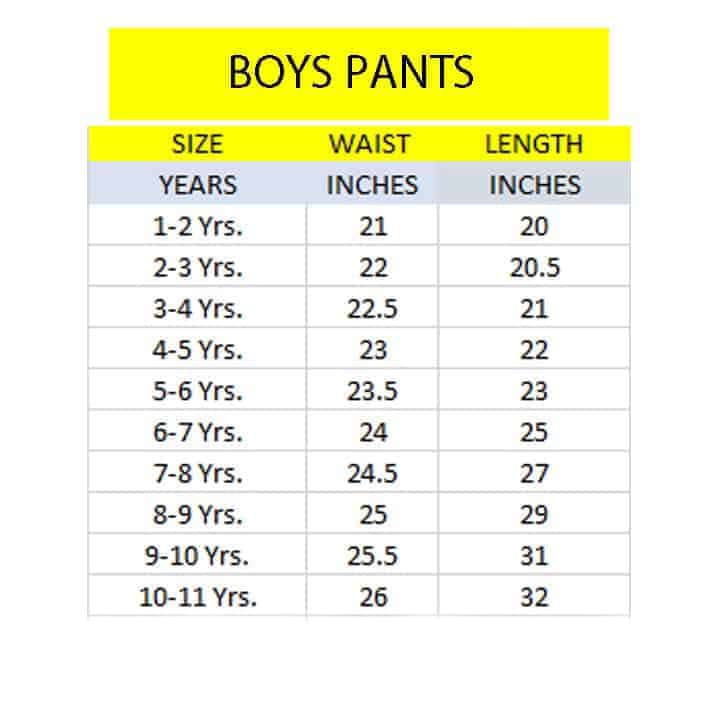 BOYS PANTS
SIZE WAIST LENGTH
YEARS INCHES INCHES
1-2 Yrs. 21 20
2-3 Yrs. 22 20.5
3-4 Yrs. 22.5 21
4-5 Yrs. 23 22
5-6 Yrs. 23.5 23
6-7 Yrs. 24 25
7-8 Yrs. 24.5 27
8-9 Yrs. 25 29
9-10 Yrs. 25.5 31
10-11 Yrs. 26 32